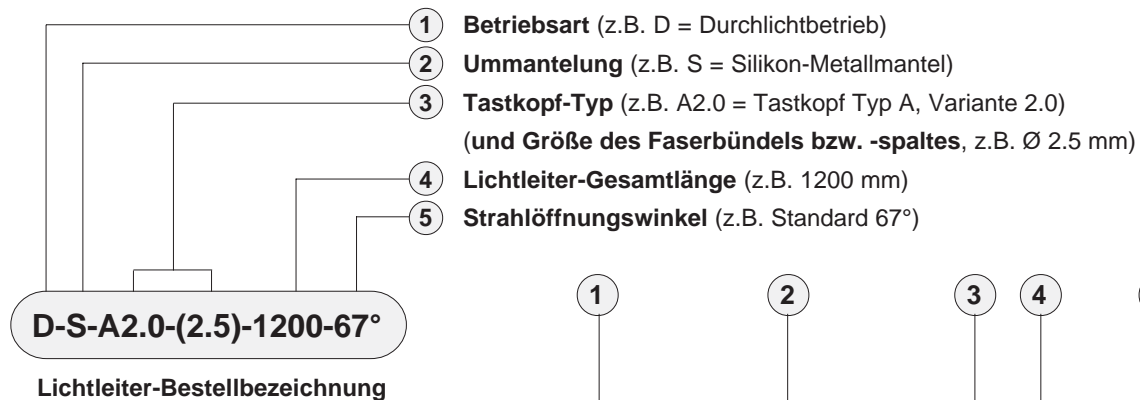 1 Betriebsart (z.B. D = Durchlichtbetrieb)
2 Ummantelung (z.B. S = Silikon-Metallmantel)
3 Tastkopf-Typ (z.B. A2.0 = Tastkopf Typ A, Variante 2.0)
(und Größe des Faserbündels bzw. -spaltes, z.B. Ø 2.5 mm)
4 Lichtleiter-Gesamtlänge (z.B. 1200 mm)
5 Strahlöffnungswinkel (z.B. Standard 67°)
1 2 3 4
D-S-A2.0-(2.5)-1200-67°
Lichtleiter-Bestellbezeichnung